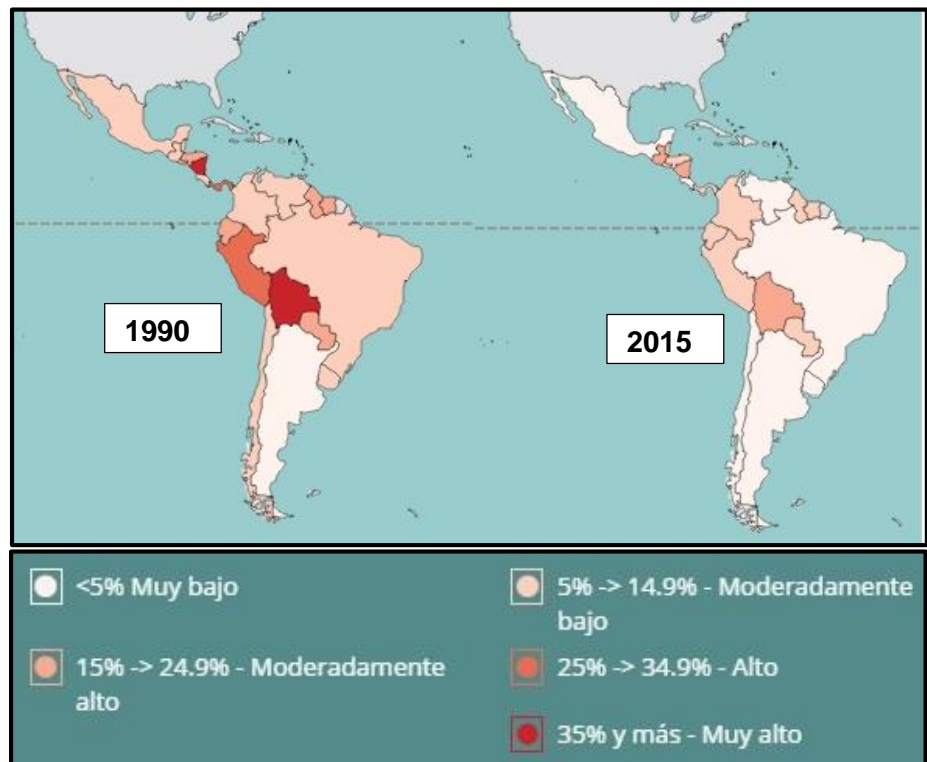 1990
2015
<5% Muy bajo
5% -> 14.9% - Moderadamente
bajo
15% -> 24.9% - Moderadamente
alto
25% -> 34.9% - Alto
35% y más - Muy alto